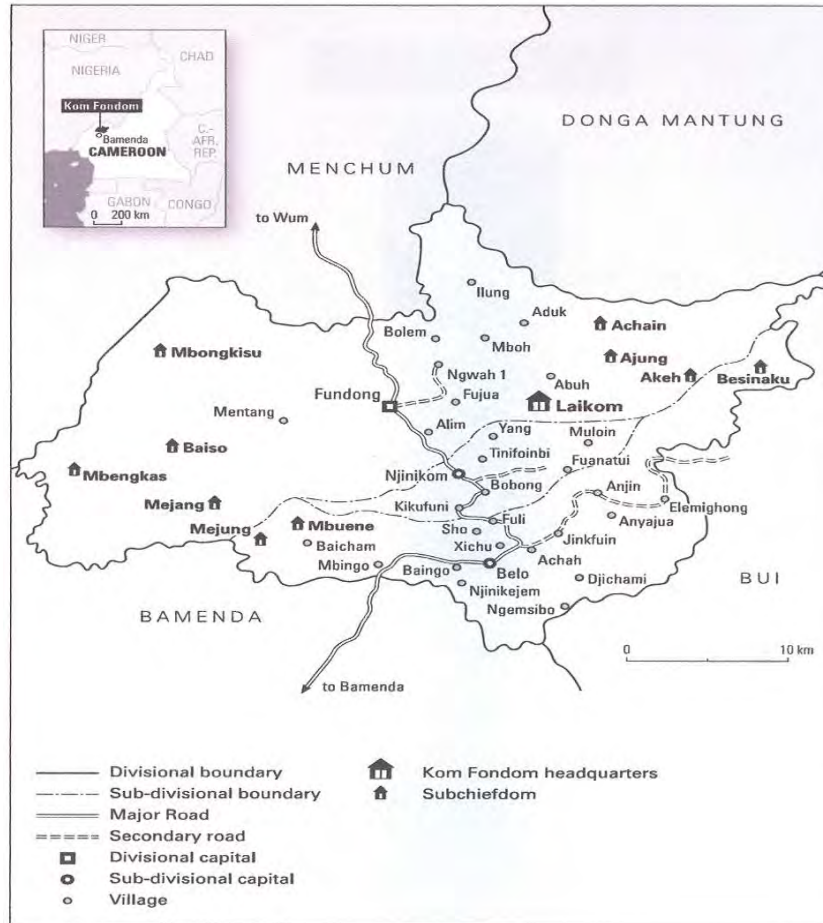 NIGER
CHAD
NIGERIA
Kom Fondom
Bamenda
CAMEROON
C.-
AFR.
REP.
GABON
CONGO
0 200 km
DONGA MANTUNG
MENCHUM
to Wum
Ilung
Aduk
Achain
Bolem
Mboh
Mbongkisu
Ajung
Ngwah 1
Abuh
Akeh
Besinaku
Fundong
Fujua
Laikom
Mentang
Alim
Yang
Muloin
Baiso
Tinifoinbi
Mbengkas
Njinikom
Fuanatui
Bobong
Anjin
Mejang
Kikufuni
Elemighong
Mbuene
Fuli
Anyajua
Mejung
Sho
Jinkfuin
Baicham
Xichu
Achah
Mbingo
Baingo
Belo
Djichami
BUI
Njinikejem
BAMENDA
Ngemsibo
0 10 km
to Bamenda
Divisional boundary
Sub-divisional boundary
Major Road
Secondary road
Divisional capital
Sub-divisional capital
Village
Kom Fondom headquarters
Subchiefdom